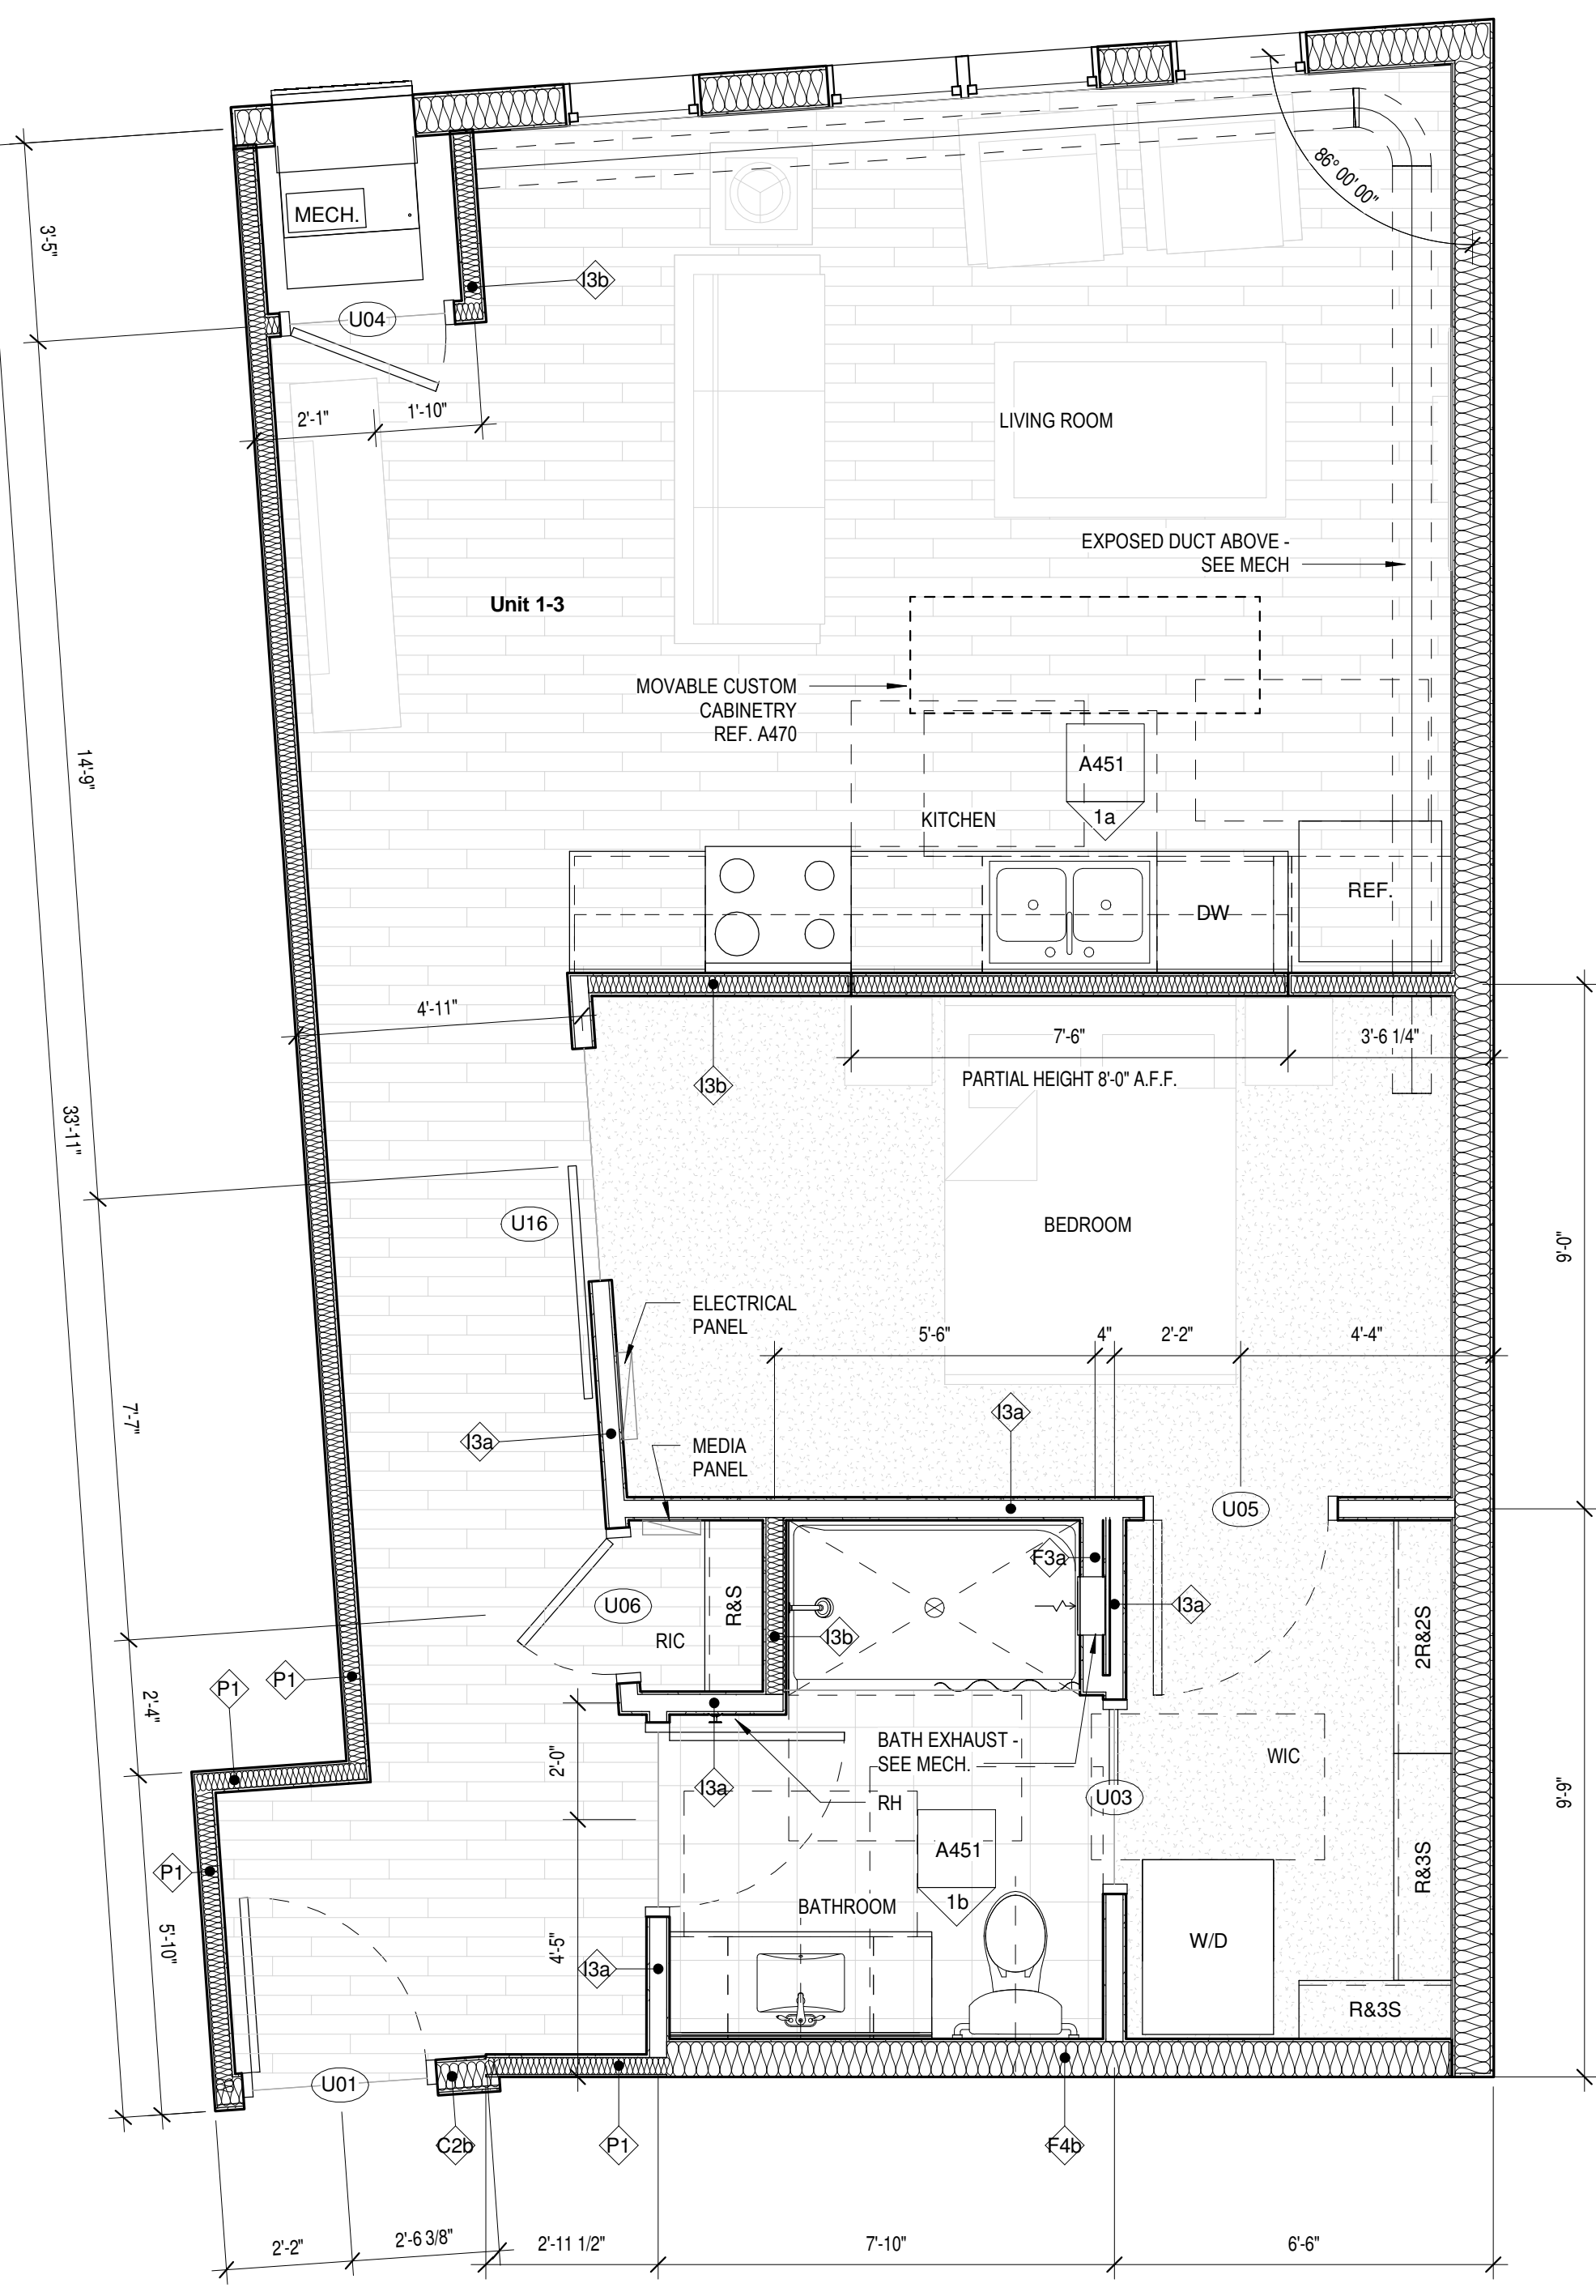 86° 00' 00"
MECH.
3'-5"
I3b
U04
2'-1"
1'-10"
LIVING ROOM
EXPOSED DUCT ABOVE -
SEE MECH
Unit 1-3
MOVABLE CUSTOM
CABINETRY
REF. A470
A451
1a
14'-9"
KITCHEN
REF.
DW
4'-11"
7'-6"
3'-6 1/4"
I3b
PARTIAL HEIGHT 8'-0" A.F.F.
33'-11"
U16
BEDROOM
9'-0"
ELECTRICAL
PANEL
5'-6"
4"
2'-2"
4'-4"
7'-7"
I3a
I3a
MEDIA
PANEL
U05
F3a
U06
R&S
I3a
RIC
I3b
2R&2S
P1
P1
2'-4"
2'-0"
BATH EXHAUST -
SEE MECH.
WIC
I3a
RH
U03
9'-6"
A451
1b
P1
R&3S
BATHROOM
5'-10"
4'-5"
I3a
W/D
R&3S
U01
C2b
P1
F4b
2'-2"
2'-6 3/8"
2'-11 1/2"
7'-10"
6'-6"